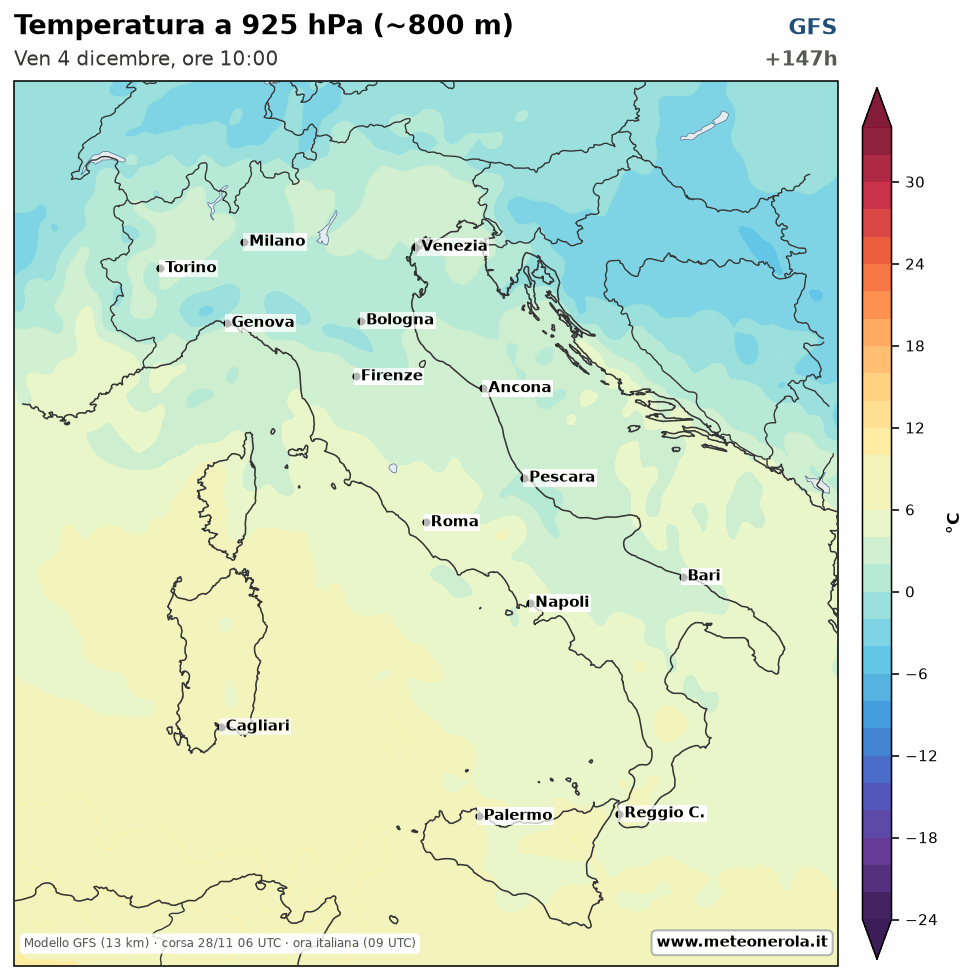 Temperatura a 925 hPa (~800 m)
GFS
Ven 4 dicembre, ore 10:00
+147h
30
24
18
12
6
0
−6
−12
−18
−24
°C
Milano
Venezia
Torino
Genova
Bologna
Firenze
Ancona
Pescara
Roma
Bari
Napoli
Cagliari
Palermo
Reggio C.
Modello GFS (13 km) · corsa 28/11 06 UTC · ora italiana (09 UTC)
www.meteonerola.it